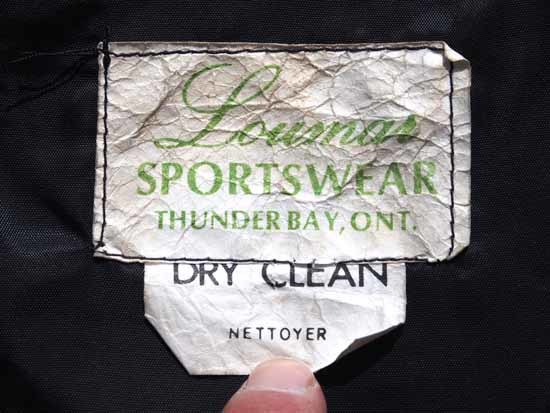 Loumar
SPORTSWEAR
THUNDER BAY, ONT.
DRY CLEAN
NETTOYER